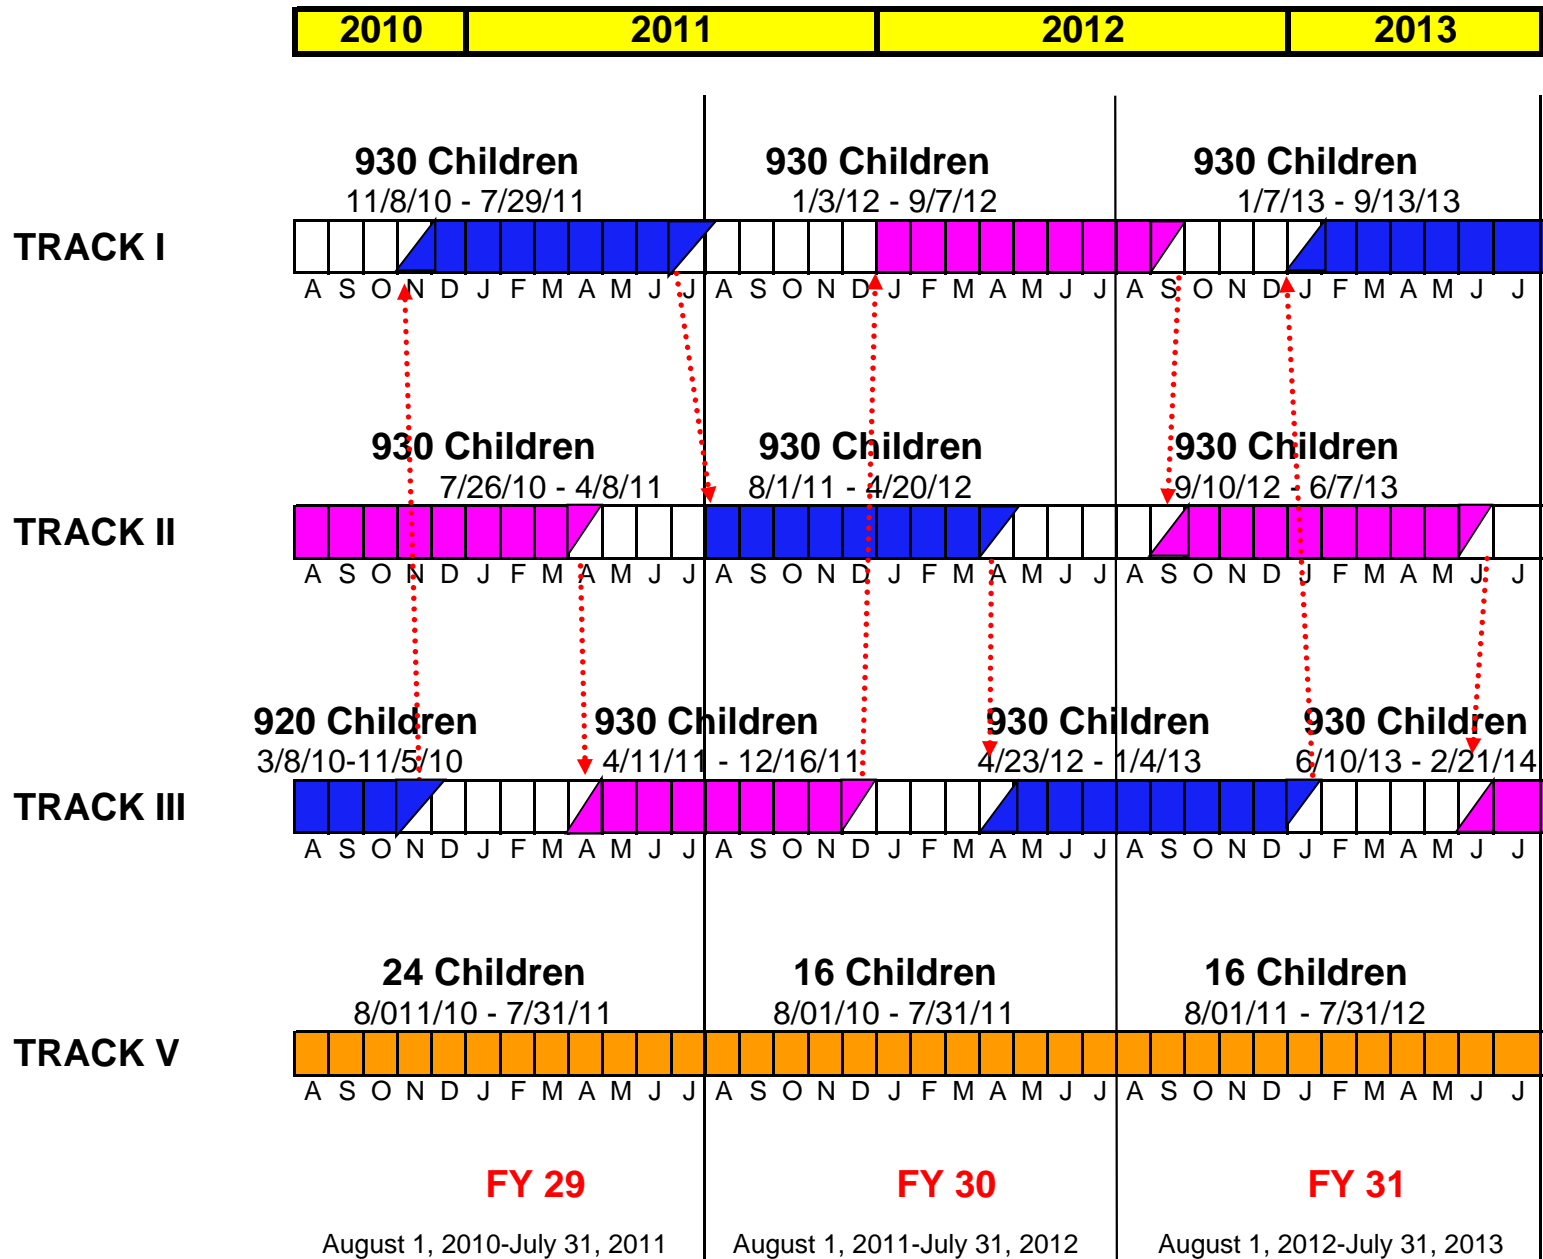 2010 2011 2012 2013
930 Children 930 Children 930 Children
11/8/10 - 7/29/11 1/3/12 - 9/7/12 1/7/13 - 9/13/13
TRACK I
A S O N D J F M A M J J A S O N D J F M A M J J A S O N D J F M A M J J
930 Children 930 Children 930 Children
7/26/10 - 4/8/11 8/1/11 - 4/20/12 9/10/12 - 6/7/13
TRACK II
A S O N D J F M A M J J A S O N D J F M A M J J A S O N D J F M A M J J
920 Children 930 Children 930 Children 930 Children
3/8/10-11/5/10 4/11/11 - 12/16/11 4/23/12 - 1/4/13 6/10/13 - 2/21/14
TRACK III
A S O N D J F M A M J J A S O N D J F M A M J J A S O N D J F M A M J J
24 Children 16 Children 16 Children
8/011/10 - 7/31/11 8/01/10 - 7/31/11 8/01/11 - 7/31/12
TRACK V
A S O N D J F M A M J J A S O N D J F M A M J J A S O N D J F M A M J J
FY 29 FY 30 FY 31
August 1, 2010-July 31, 2011 August 1, 2011-July 31, 2012 August 1, 2012-July 31, 2013